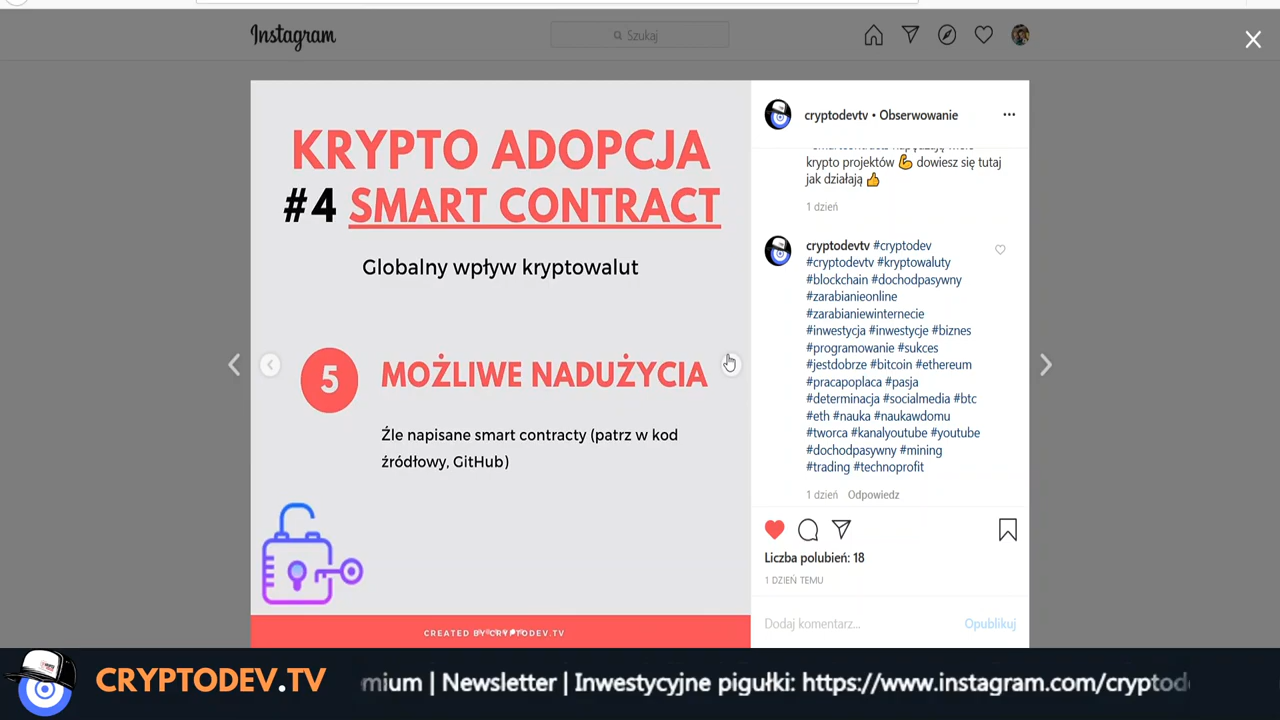 Instagram
Szukaj
KRYPTO ADOPCJA
#4 SMART CONTRACT
Globalny wpływ kryptowalut
5
MOŻLIWE NADUŻYCIA
Źle napisane smart contracty (patrz w kod
źródłowy, GitHub)
CREATED BY CRYPTODEV.TV
cryptodevtv • Obserwowanie
krypto projektów 💪 dowiesz się tutaj
jak działają 👍
1 dzień
cryptodevtv #cryptodev
#cryptodevtv #kryptowaluty
#blockchain #dochodpasywny
#zarabianieonline
#zarabianiewinternecie
#inwestycja #inwestycje #biznes
#programowanie #sukces
#jestdobrze #bitcoin #ethereum
#pracapoplaca #pasja
#determinacja #socialmedia #btc
#eth #nauka #naukawdomu
#tworca #kanalyoutube #youtube
#dochodpasywny #mining
#trading #technoprofit
1 dzień Odpowiedz
Liczba polubień: 18
1 DZIEŃ TEMU
Dodaj komentarz...
Opublikuj
CRYPTODEV.TV
mium | Newsletter | Inwestycyjne pigułki: https://www.instagram.com/cryptod